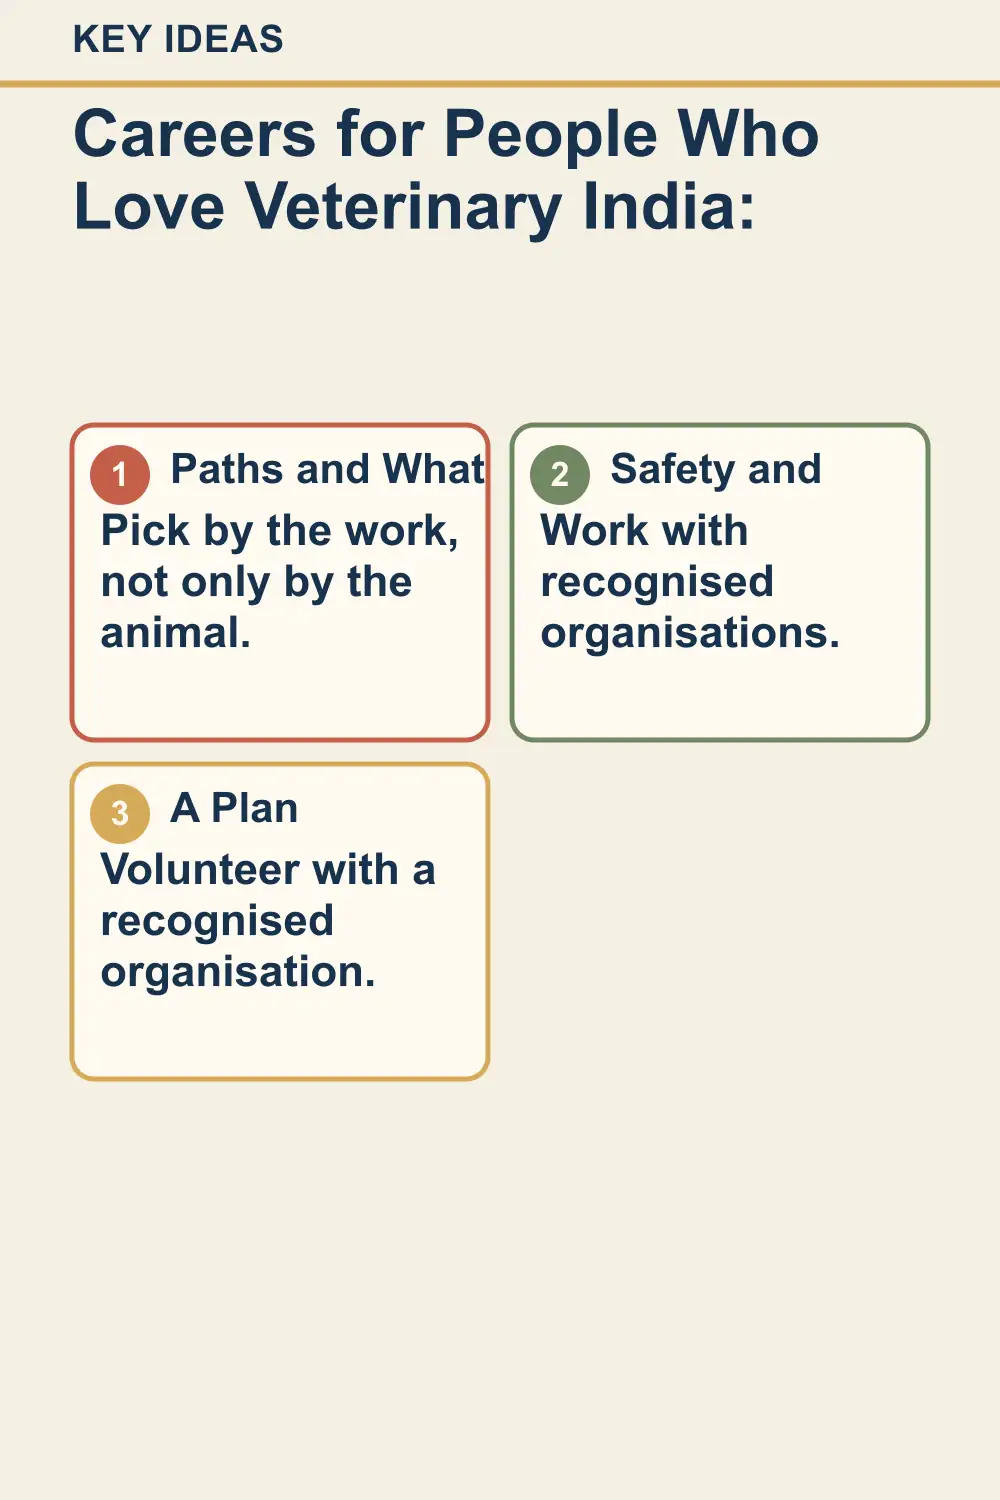 KEY IDEAS
Careers for People Who
Love Veterinary India:
1 Paths and What
Pick by the work,
not only by the
animal.
2 Safety and
Work with
recognised
organisations.
3 A Plan
Volunteer with a
recognised
organisation.